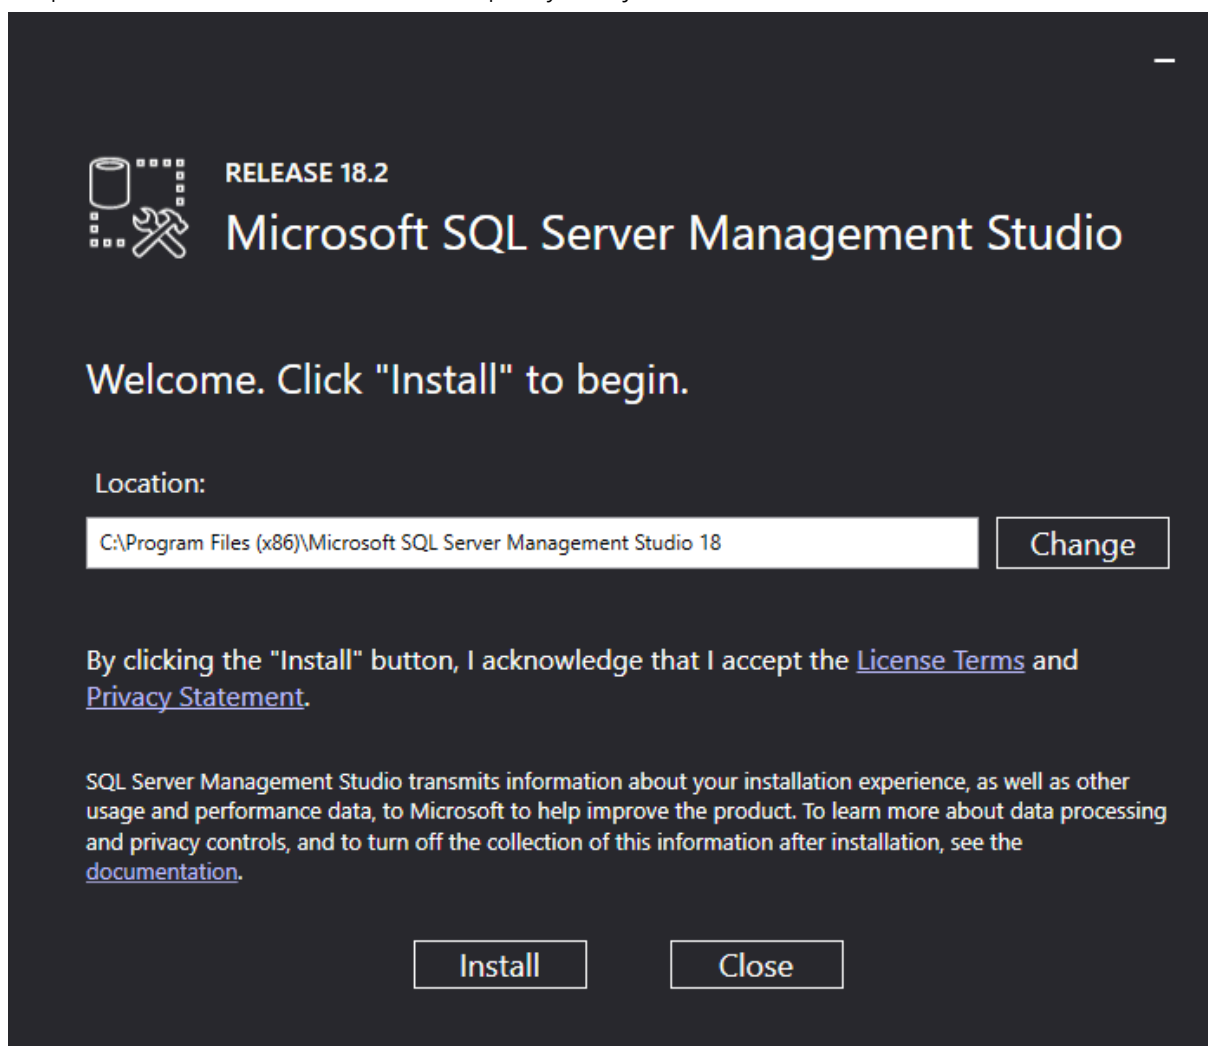 RELEASE 18.2
Microsoft SQL Server Management Studio
Welcome. Click "Install" to begin.
Location:
C:\Program Files (x86)\Microsoft SQL Server Management Studio 18
Change
By clicking the "Install" button, I acknowledge that I accept the License Terms and
Privacy Statement.
SQL Server Management Studio transmits information about your installation experience, as well as other
usage and performance data, to Microsoft to help improve the product. To learn more about data processing
and privacy controls, and to turn off the collection of this information after installation, see the
documentation.
Install
Close